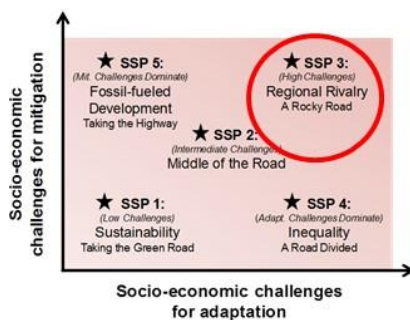 Socio-economic
challenges for mitigation
★ SSP 5:
(Mit. Challenges Dominate)
Fossil-fueled
Development
Taking the Highway
★ SSP 3:
(High Challenges)
Regional Rivalry
A Rocky Road
★ SSP 2:
(Intermediate Challenges)
Middle of the Road
★ SSP 1:
(Low Challenges)
Sustainability
Taking the Green Road
★ SSP 4:
(Adapt. Challenges Dominate)
Inequality
A Road Divided
Socio-economic challenges
for adaptation